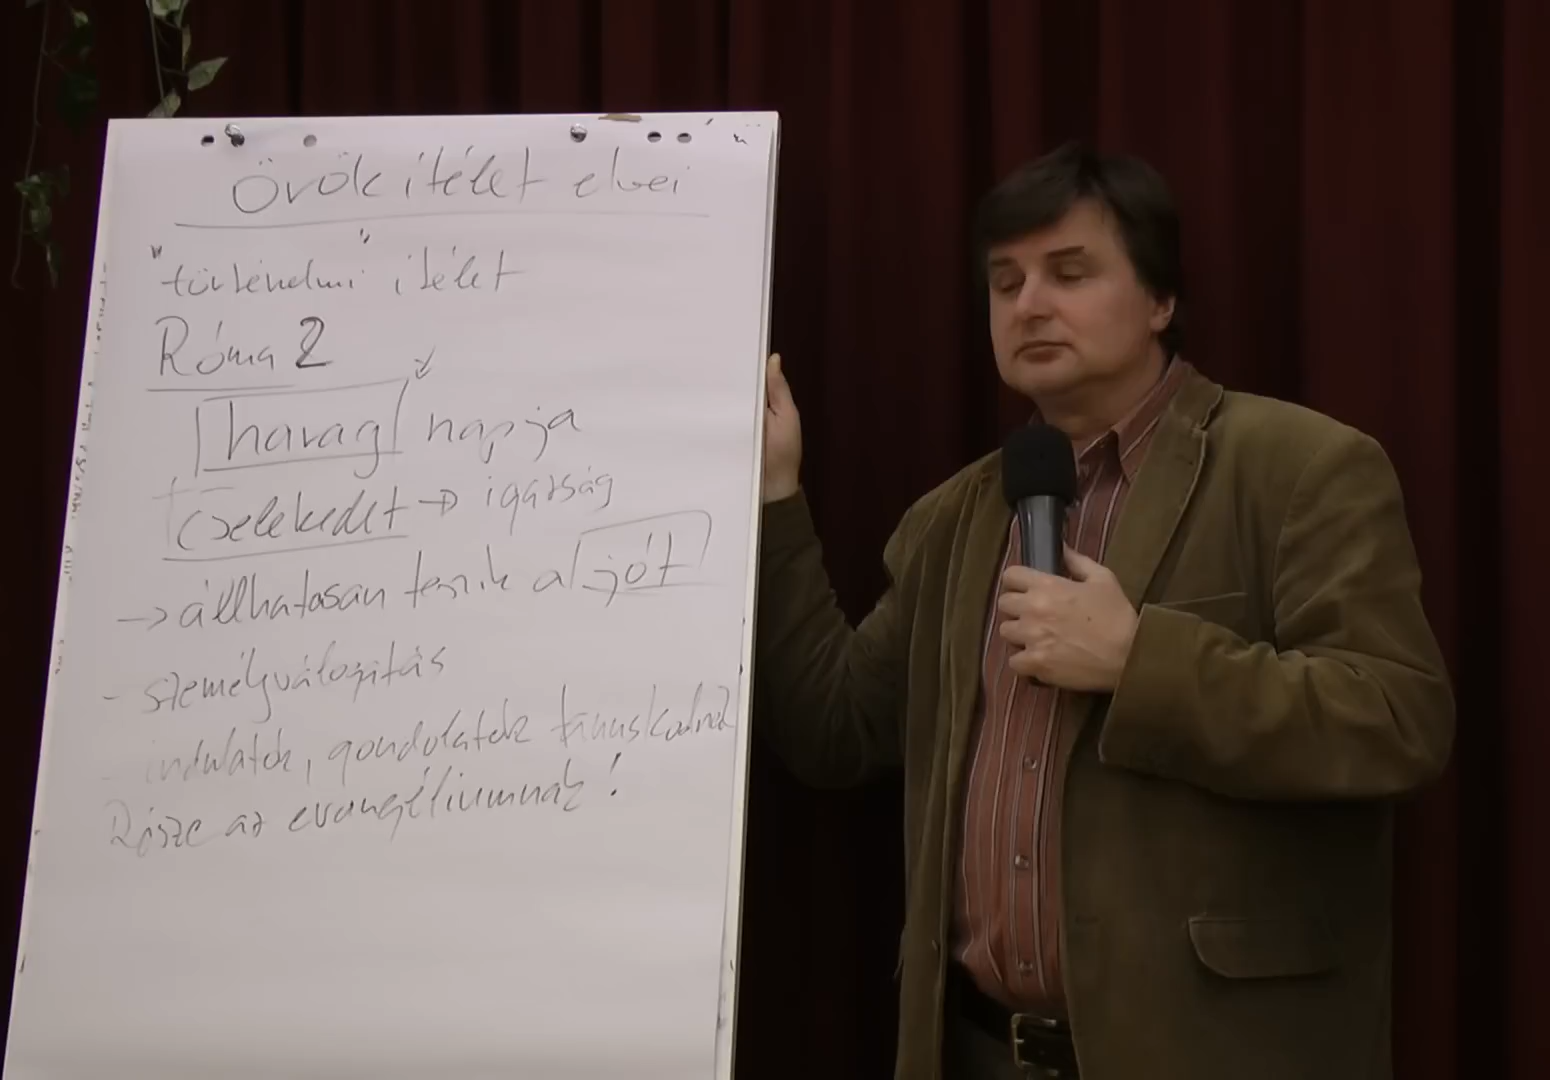 Örök ítélet elvei
"történelmi" ítélet
Róma 2
harag napja
cselekedet → igazság
→ állhatosan teszik a jót
- személyválogatás
- indulatok, gondolatok tanuskodnak
Része az evangéliumnak!